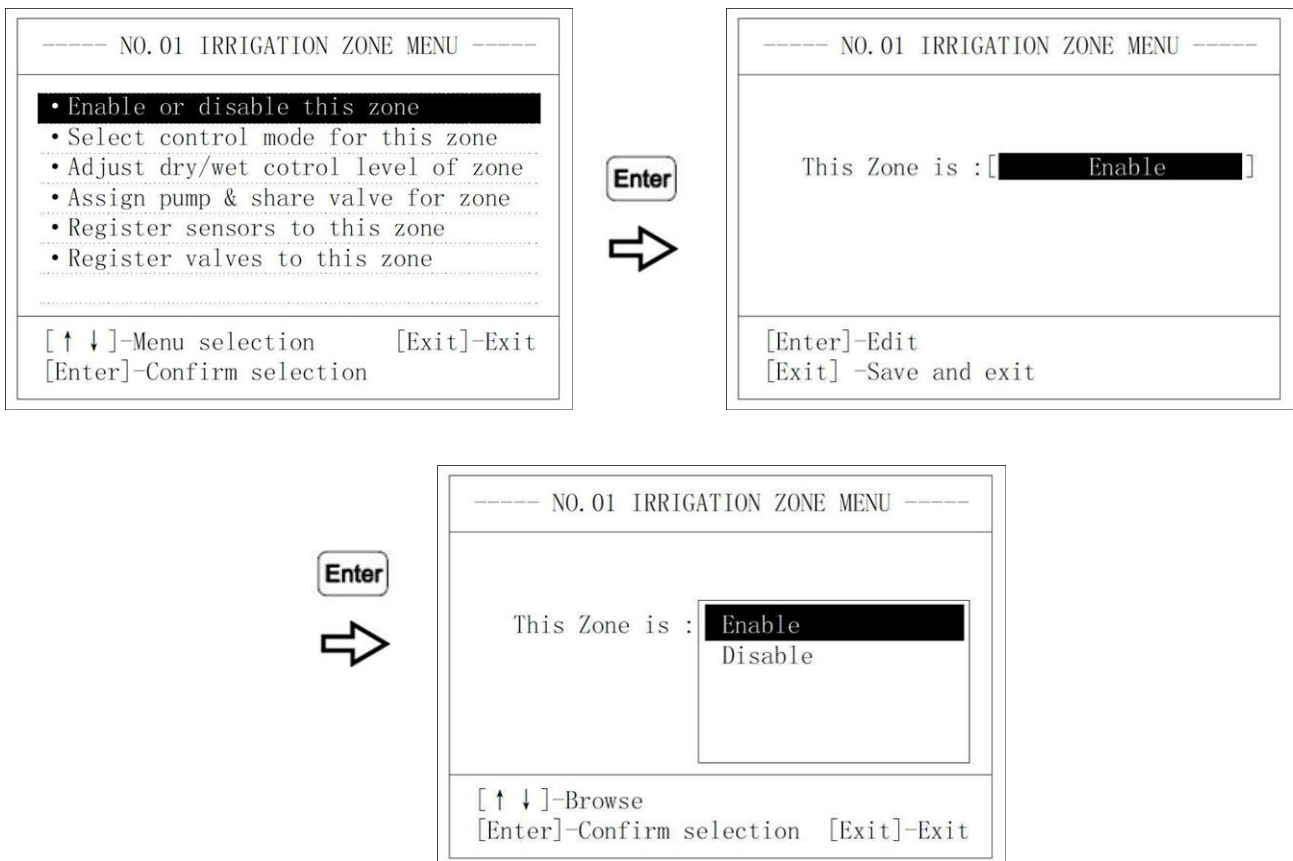 ----- NO.01 IRRIGATION ZONE MENU -----
•Enable or disable this zone
•Select control mode for this zone
•Adjust dry/wet cotrol level of zone
•Assign pump & share valve for zone
•Register sensors to this zone
•Register valves to this zone
[↑↓]-Menu selection [Exit]-Exit
[Enter]-Confirm selection
Enter
----- NO.01 IRRIGATION ZONE MENU -----
This Zone is :[ Enable ]
[Enter]-Edit
[Exit] -Save and exit
Enter
----- NO.01 IRRIGATION ZONE MENU -----
This Zone is : Enable
Disable
[↑↓]-Browse
[Enter]-Confirm selection [Exit]-Exit